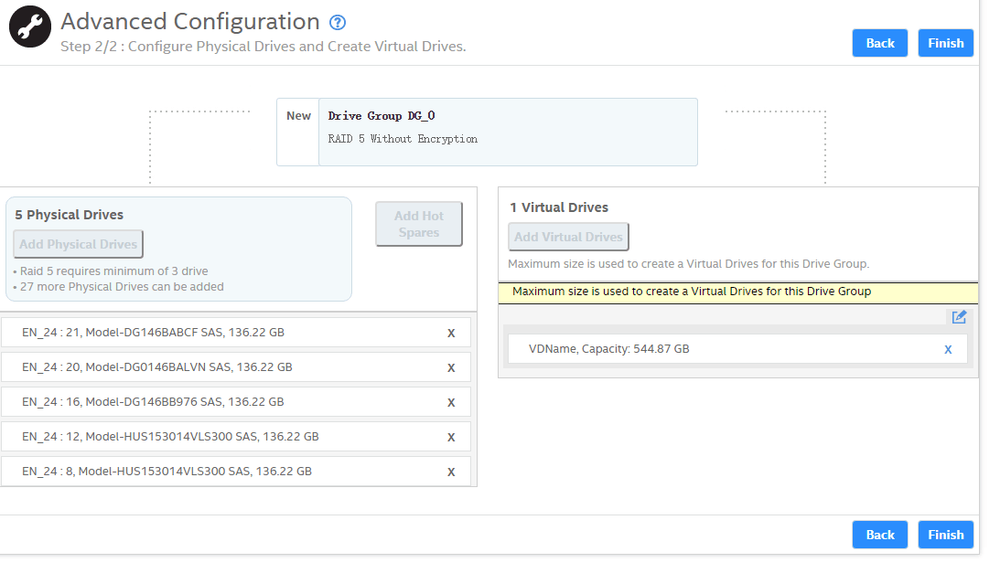 Advanced Configuration ?
Step 2/2 : Configure Physical Drives and Create Virtual Drives.
Back
Finish
New
Drive Group DG_0
RAID 5 Without Encryption
5 Physical Drives
Add Physical Drives
• Raid 5 requires minimum of 3 drive
• 27 more Physical Drives can be added
Add Hot
Spares
EN_24 : 21, Model-DG146BABCF SAS, 136.22 GB X
EN_24 : 20, Model-DG0146BALVN SAS, 136.22 GB X
EN_24 : 16, Model-DG146BB976 SAS, 136.22 GB X
EN_24 : 12, Model-HUS153014VLS300 SAS, 136.22 GB X
EN_24 : 8, Model-HUS153014VLS300 SAS, 136.22 GB X
1 Virtual Drives
Add Virtual Drives
Maximum size is used to create a Virtual Drives for this Drive Group.
Maximum size is used to create a Virtual Drives for this Drive Group
VDName, Capacity: 544.87 GB X
Back
Finish